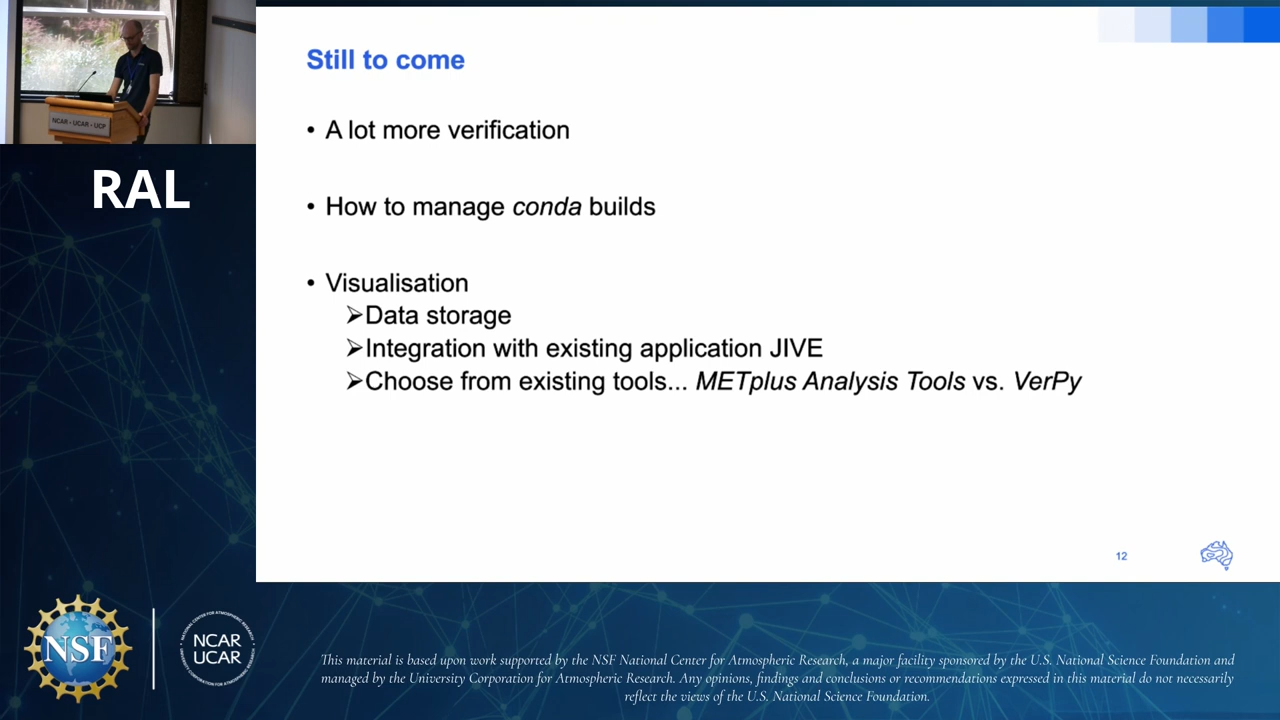 NCAR • UCAR • UCP
RAL
Still to come
• A lot more verification
• How to manage conda builds
• Visualisation
➢Data storage
➢Integration with existing application JIVE
➢Choose from existing tools... METplus Analysis Tools vs. VerPy
12
NSF
NCAR
UCAR
This material is based upon work supported by the NSF National Center for Atmospheric Research, a major facility sponsored by the U.S. National Science Foundation and
managed by the University Corporation for Atmospheric Research. Any opinions, findings and conclusions or recommendations expressed in this material do not necessarily
reflect the views of the U.S. National Science Foundation.